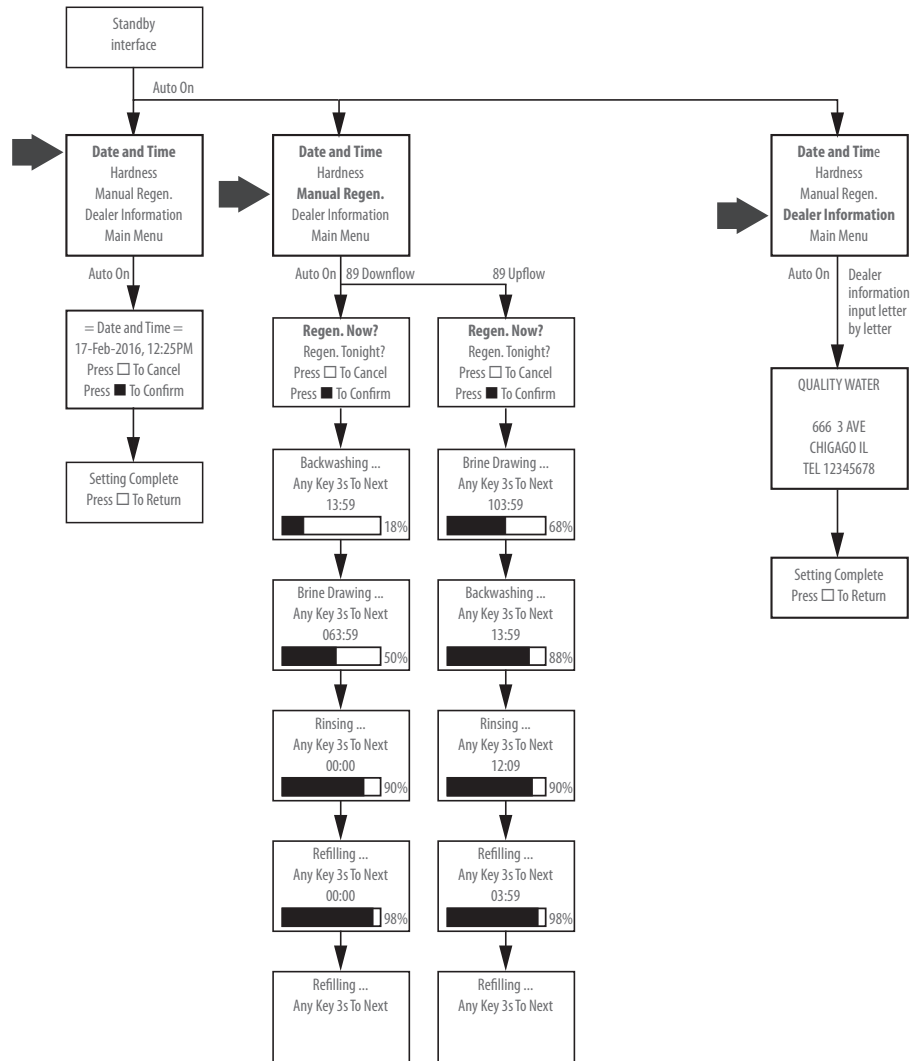 Standby
interface
Auto On
Date and Time
Hardness
Manual Regen.
Dealer Information
Main Menu
Auto On
= Date and Time =
17-Feb-2016, 12:25PM
Press □ To Cancel
Press ■ To Confirm
Setting Complete
Press □ To Return
Date and Time
Hardness
Manual Regen.
Dealer Information
Main Menu
Auto On
89 Downflow
89 Upflow
Regen. Now?
Regen. Tonight?
Press □ To Cancel
Press ■ To Confirm
Backwashing ...
Any Key 3s To Next
13:59
18%
Brine Drawing ...
Any Key 3s To Next
063:59
50%
Rinsing ...
Any Key 3s To Next
00:00
90%
Refilling ...
Any Key 3s To Next
00:00
98%
Refilling ...
Any Key 3s To Next
Regen. Now?
Regen. Tonight?
Press □ To Cancel
Press ■ To Confirm
Brine Drawing ...
Any Key 3s To Next
103:59
68%
Backwashing ...
Any Key 3s To Next
13:59
88%
Rinsing ...
Any Key 3s To Next
12:09
90%
Refilling ...
Any Key 3s To Next
03:59
98%
Refilling ...
Any Key 3s To Next
Date and Time
Hardness
Manual Regen.
Dealer Information
Main Menu
Auto On
Dealer
information
input letter
by letter
QUALITY WATER
666 3 AVE
CHIGAGO IL
TEL 12345678
Setting Complete
Press □ To Return